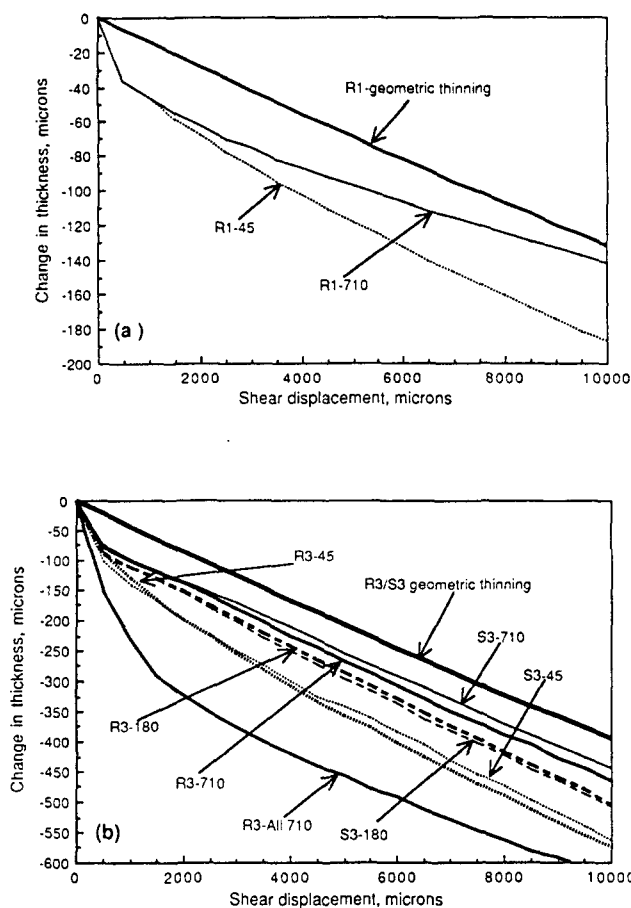 0
-20
-40
-60
-80
-100
-120
-140
-160
-180
-200
Change in thickness, microns
R1-geometric thinning
R1-45
R1-710
(a )
0 2000 4000 6000 8000 10000
Shear displacement, microns
0
-50
-100
-150
-200
-250
-300
-350
-400
-450
-500
-550
-600
Change in thickness, microns
R3-45
R3/S3 geometric thinning
S3-710
S3-45
R3-180
R3-710
R3-All 710
S3-180
(b)
0 2000 4000 6000 8000 10000
Shear displacement, microns